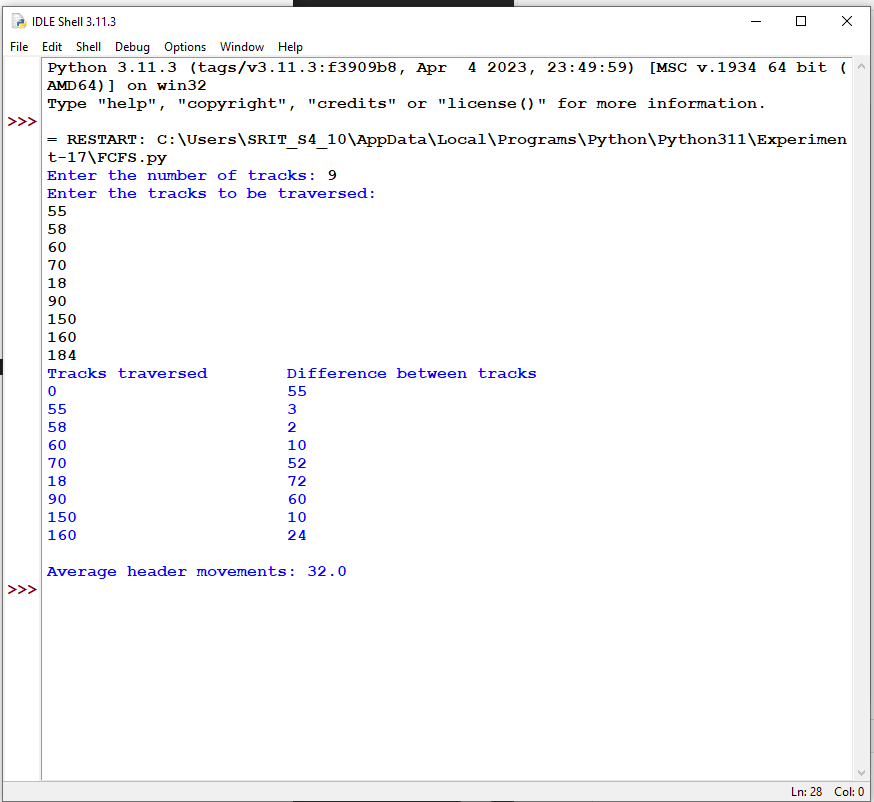 IDLE Shell 3.11.3
File Edit Shell Debug Options Window Help
Python 3.11.3 (tags/v3.11.3:f3909b8, Apr  4 2023, 23:49:59) [MSC v.1934 64 bit (
AMD64)] on win32
Type "help", "copyright", "credits" or "license()" for more information.
>>>
= RESTART: C:\Users\SRIT_S4_10\AppData\Local\Programs\Python\Python311\Experimen
t-17\FCFS.py
Enter the number of tracks: 9
Enter the tracks to be traversed:
55
58
60
70
18
90
150
160
184
Tracks traversed        Difference between tracks
0                       55
55                      3
58                      2
60                      10
70                      52
18                      72
90                      60
150                     10
160                     24
Average header movements: 32.0
>>>
Ln: 28 Col: 0